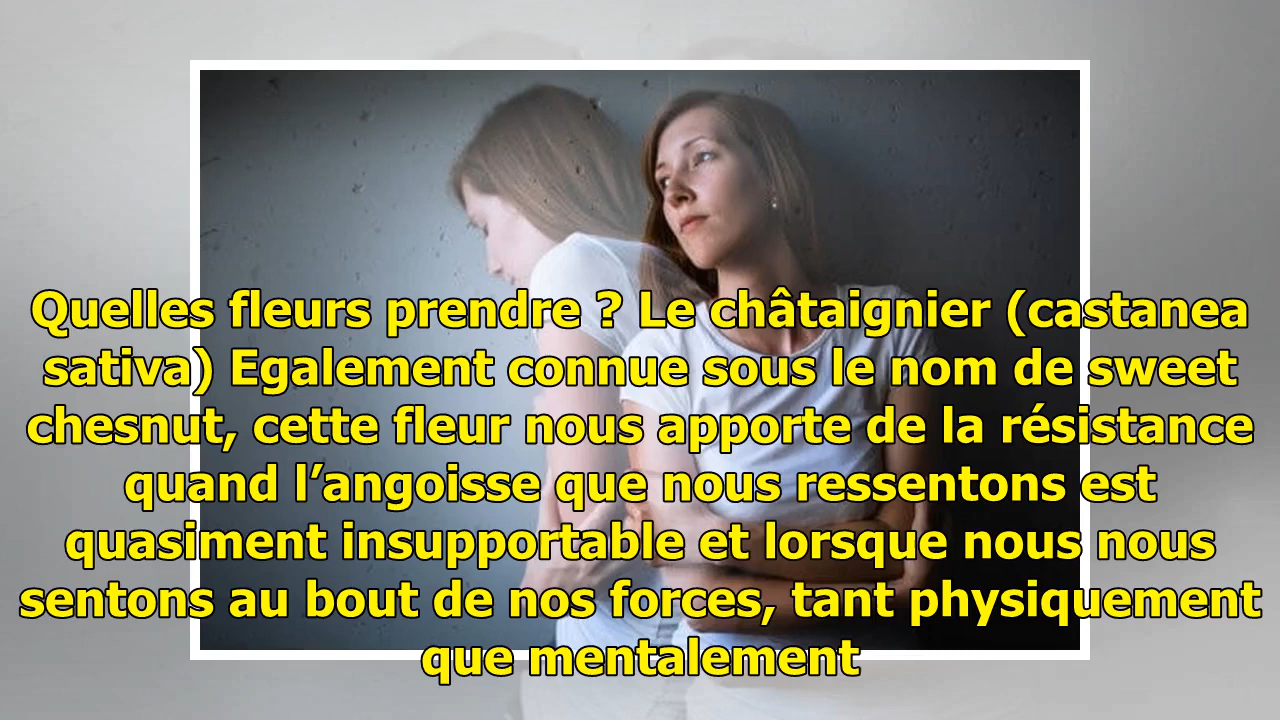 Quelles fleurs prendre ? Le châtaignier (castanea
sativa) Egalement connue sous le nom de sweet
chesnut, cette fleur nous apporte de la résistance
quand l’angoisse que nous ressentons est
quasiment insupportable et lorsque nous nous
sentons au bout de nos forces, tant physiquement
que mentalement